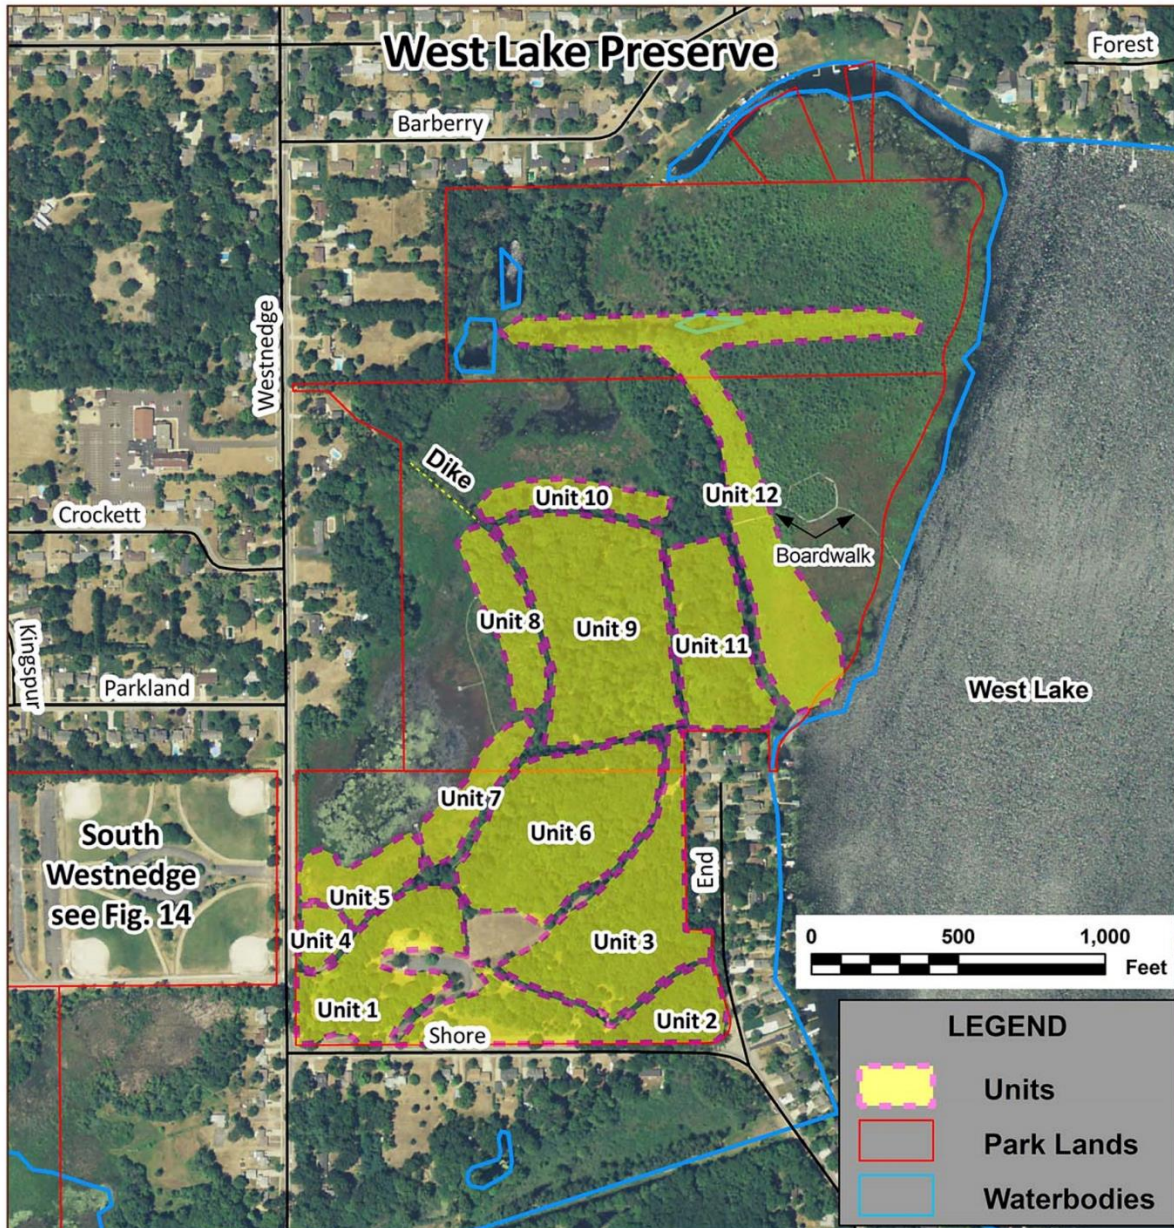 West Lake Preserve
Forest
Barberry
Westnedge
Dike
Unit 10
Unit 12
Crockett
Boardwalk
Unit 8
Unit 9
Unit 11
Kingspur
Parkland
West Lake
Unit 7
Unit 6
South
Westnedge
see Fig. 14
End
Unit 5
Unit 4
Unit 3
0 500 1,000
Feet
Unit 1
Unit 2
Shore
LEGEND
Units
Park Lands
Waterbodies